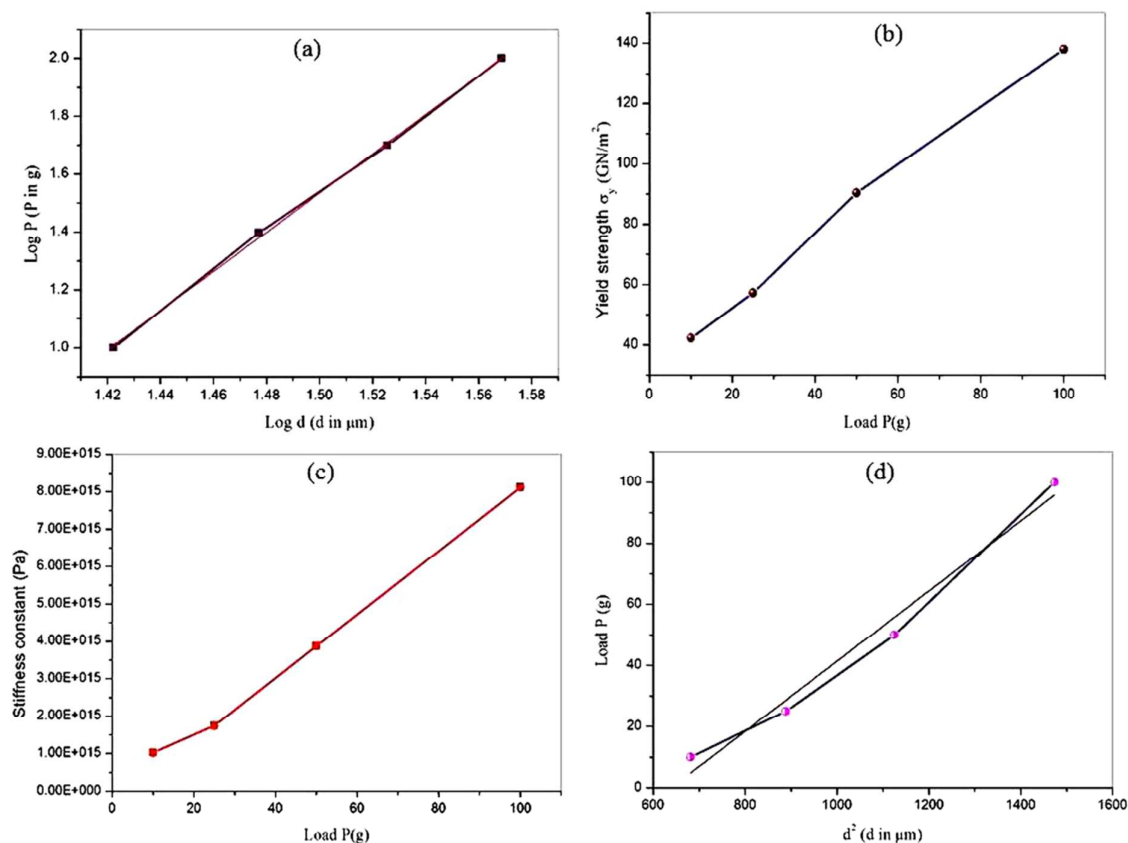 (a)
2.0
1.8
1.6
1.4
1.2
1.0
Log P (P in g)
1.42 1.44 1.46 1.48 1.50 1.52 1.54 1.56 1.58
Log d (d in μm)
(b)
140
120
100
80
60
40
Yield strength σy (GN/m2)
0 20 40 60 80 100
Load P(g)
(c)
9.00E+015
8.00E+015
7.00E+015
6.00E+015
5.00E+015
4.00E+015
3.00E+015
2.00E+015
1.00E+015
0.00E+000
Stiffness constant (Pa)
0 20 40 60 80 100
Load P(g)
(d)
100
80
60
40
20
0
Load P (g)
600 800 1000 1200 1400 1600
d2 (d in μm)